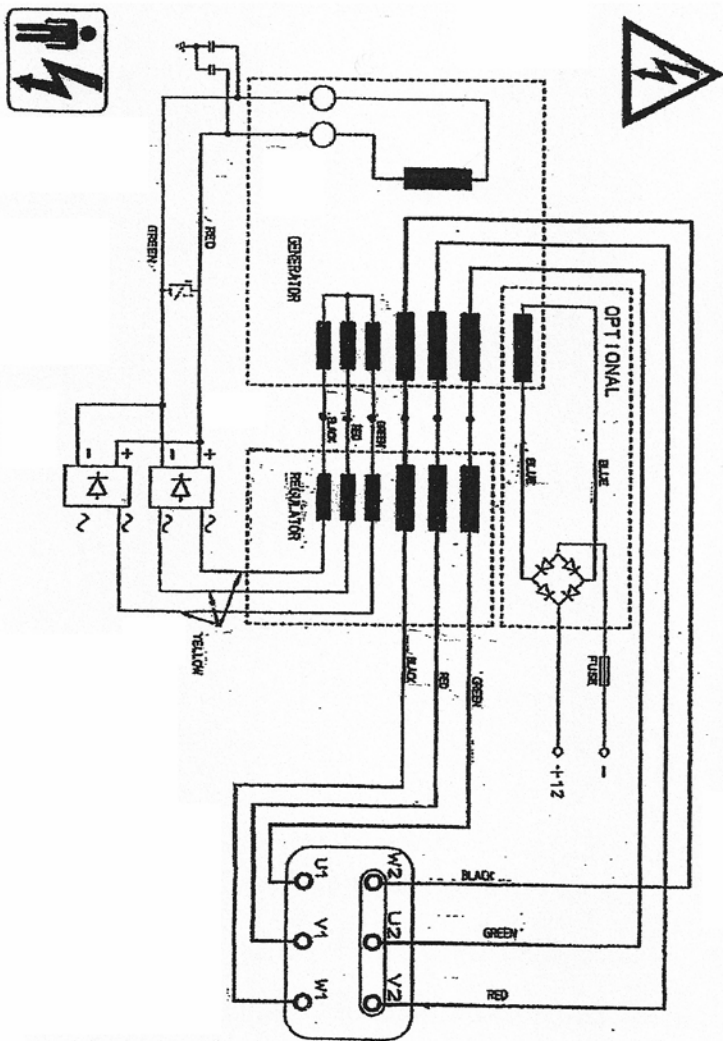 GENERATOR
OPTIONAL
GREEN
RED
BLACK
RED
GREEN
BLUE
BLUE
REGULATOR
- + - +
~ ~ ~ ~
YELLOW
BLACK
RED
GREEN
FUSE
+12
-
U1
V1
W1
W2
U2
V2
BLACK
GREEN
RED